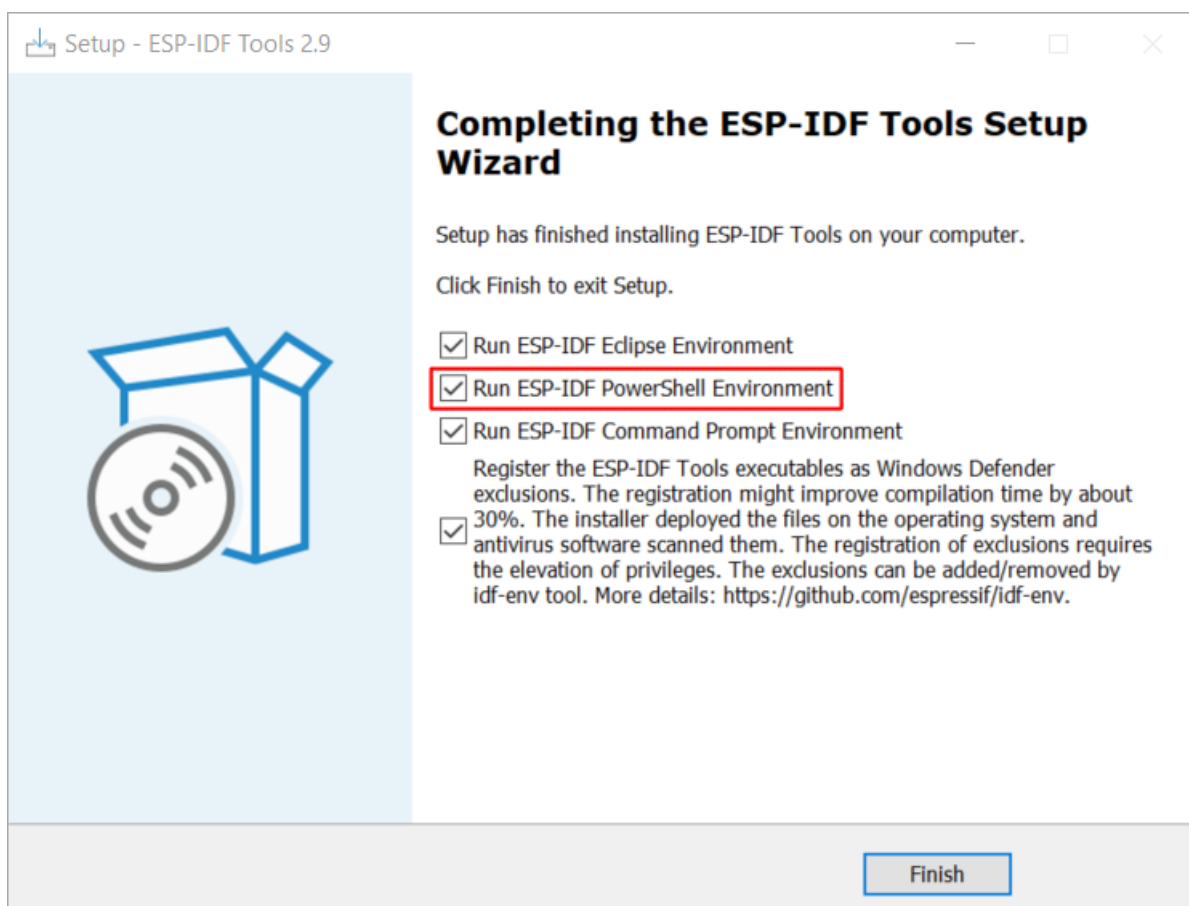 Setup - ESP-IDF Tools 2.9
Completing the ESP-IDF Tools Setup
Wizard
Setup has finished installing ESP-IDF Tools on your computer.
Click Finish to exit Setup.
Run ESP-IDF Eclipse Environment
Run ESP-IDF PowerShell Environment
Run ESP-IDF Command Prompt Environment
Register the ESP-IDF Tools executables as Windows Defender
exclusions. The registration might improve compilation time by about
30%. The installer deployed the files on the operating system and
antivirus software scanned them. The registration of exclusions requires
the elevation of privileges. The exclusions can be added/removed by
idf-env tool. More details: https://github.com/espressif/idf-env.
Finish